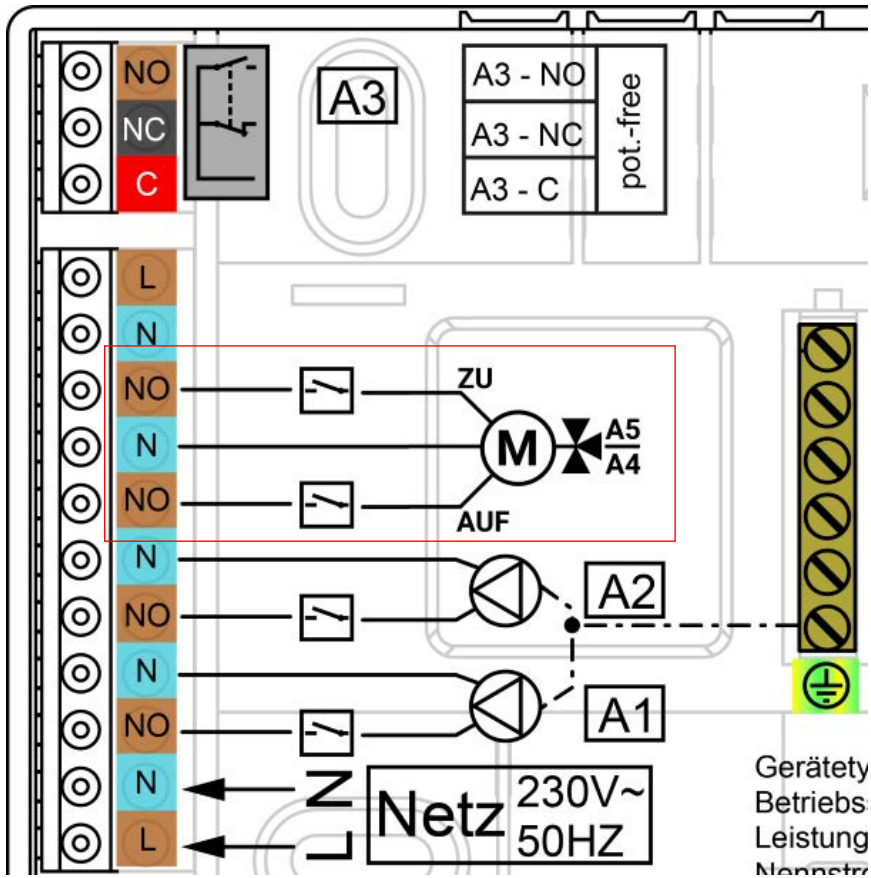 NO
NC
C
A3
A3 - NO
A3 - NC
A3 - C
pot.-free
L
N
NO
ZU
N
M
A5
A4
NO
AUF
N
NO
A2
N
NO
A1
N
N
L
L
Netz
230V~
50HZ
Gerätety
Betriebs
Leistung
Nennstro